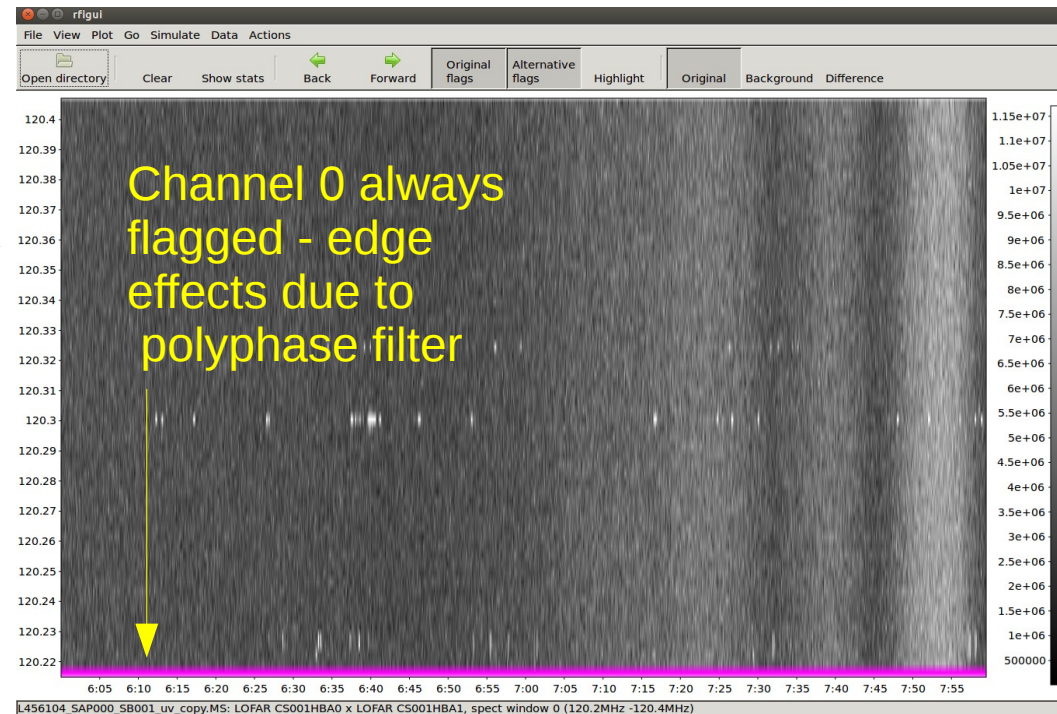 rfigui
File View Plot Go Simulate Data Actions
Open directory Clear Show stats Back Forward Original flags Alternative flags Highlight Original Background Difference
120.4
120.39
120.38
120.37
120.36
120.35
120.34
120.33
120.32
120.31
120.3
120.29
120.28
120.27
120.26
120.25
120.24
120.23
120.22
Channel 0 always
flagged - edge
effects due to
polyphase filter
1.15e+07
1.1e+07
1.05e+07
1e+07
9.5e+06
9e+06
8.5e+06
8e+06
7.5e+06
7e+06
6.5e+06
6e+06
5.5e+06
5e+06
4.5e+06
4e+06
3.5e+06
3e+06
2.5e+06
2e+06
1.5e+06
1e+06
500000
6:05 6:10 6:15 6:20 6:25 6:30 6:35 6:40 6:45 6:50 6:55 7:00 7:05 7:10 7:15 7:20 7:25 7:30 7:35 7:40 7:45 7:50 7:55
L456104_SAP000_SB001_uv_copy.MS: LOFAR CS001HBA0 x LOFAR CS001HBA1, spect window 0 (120.2MHz -120.4MHz)